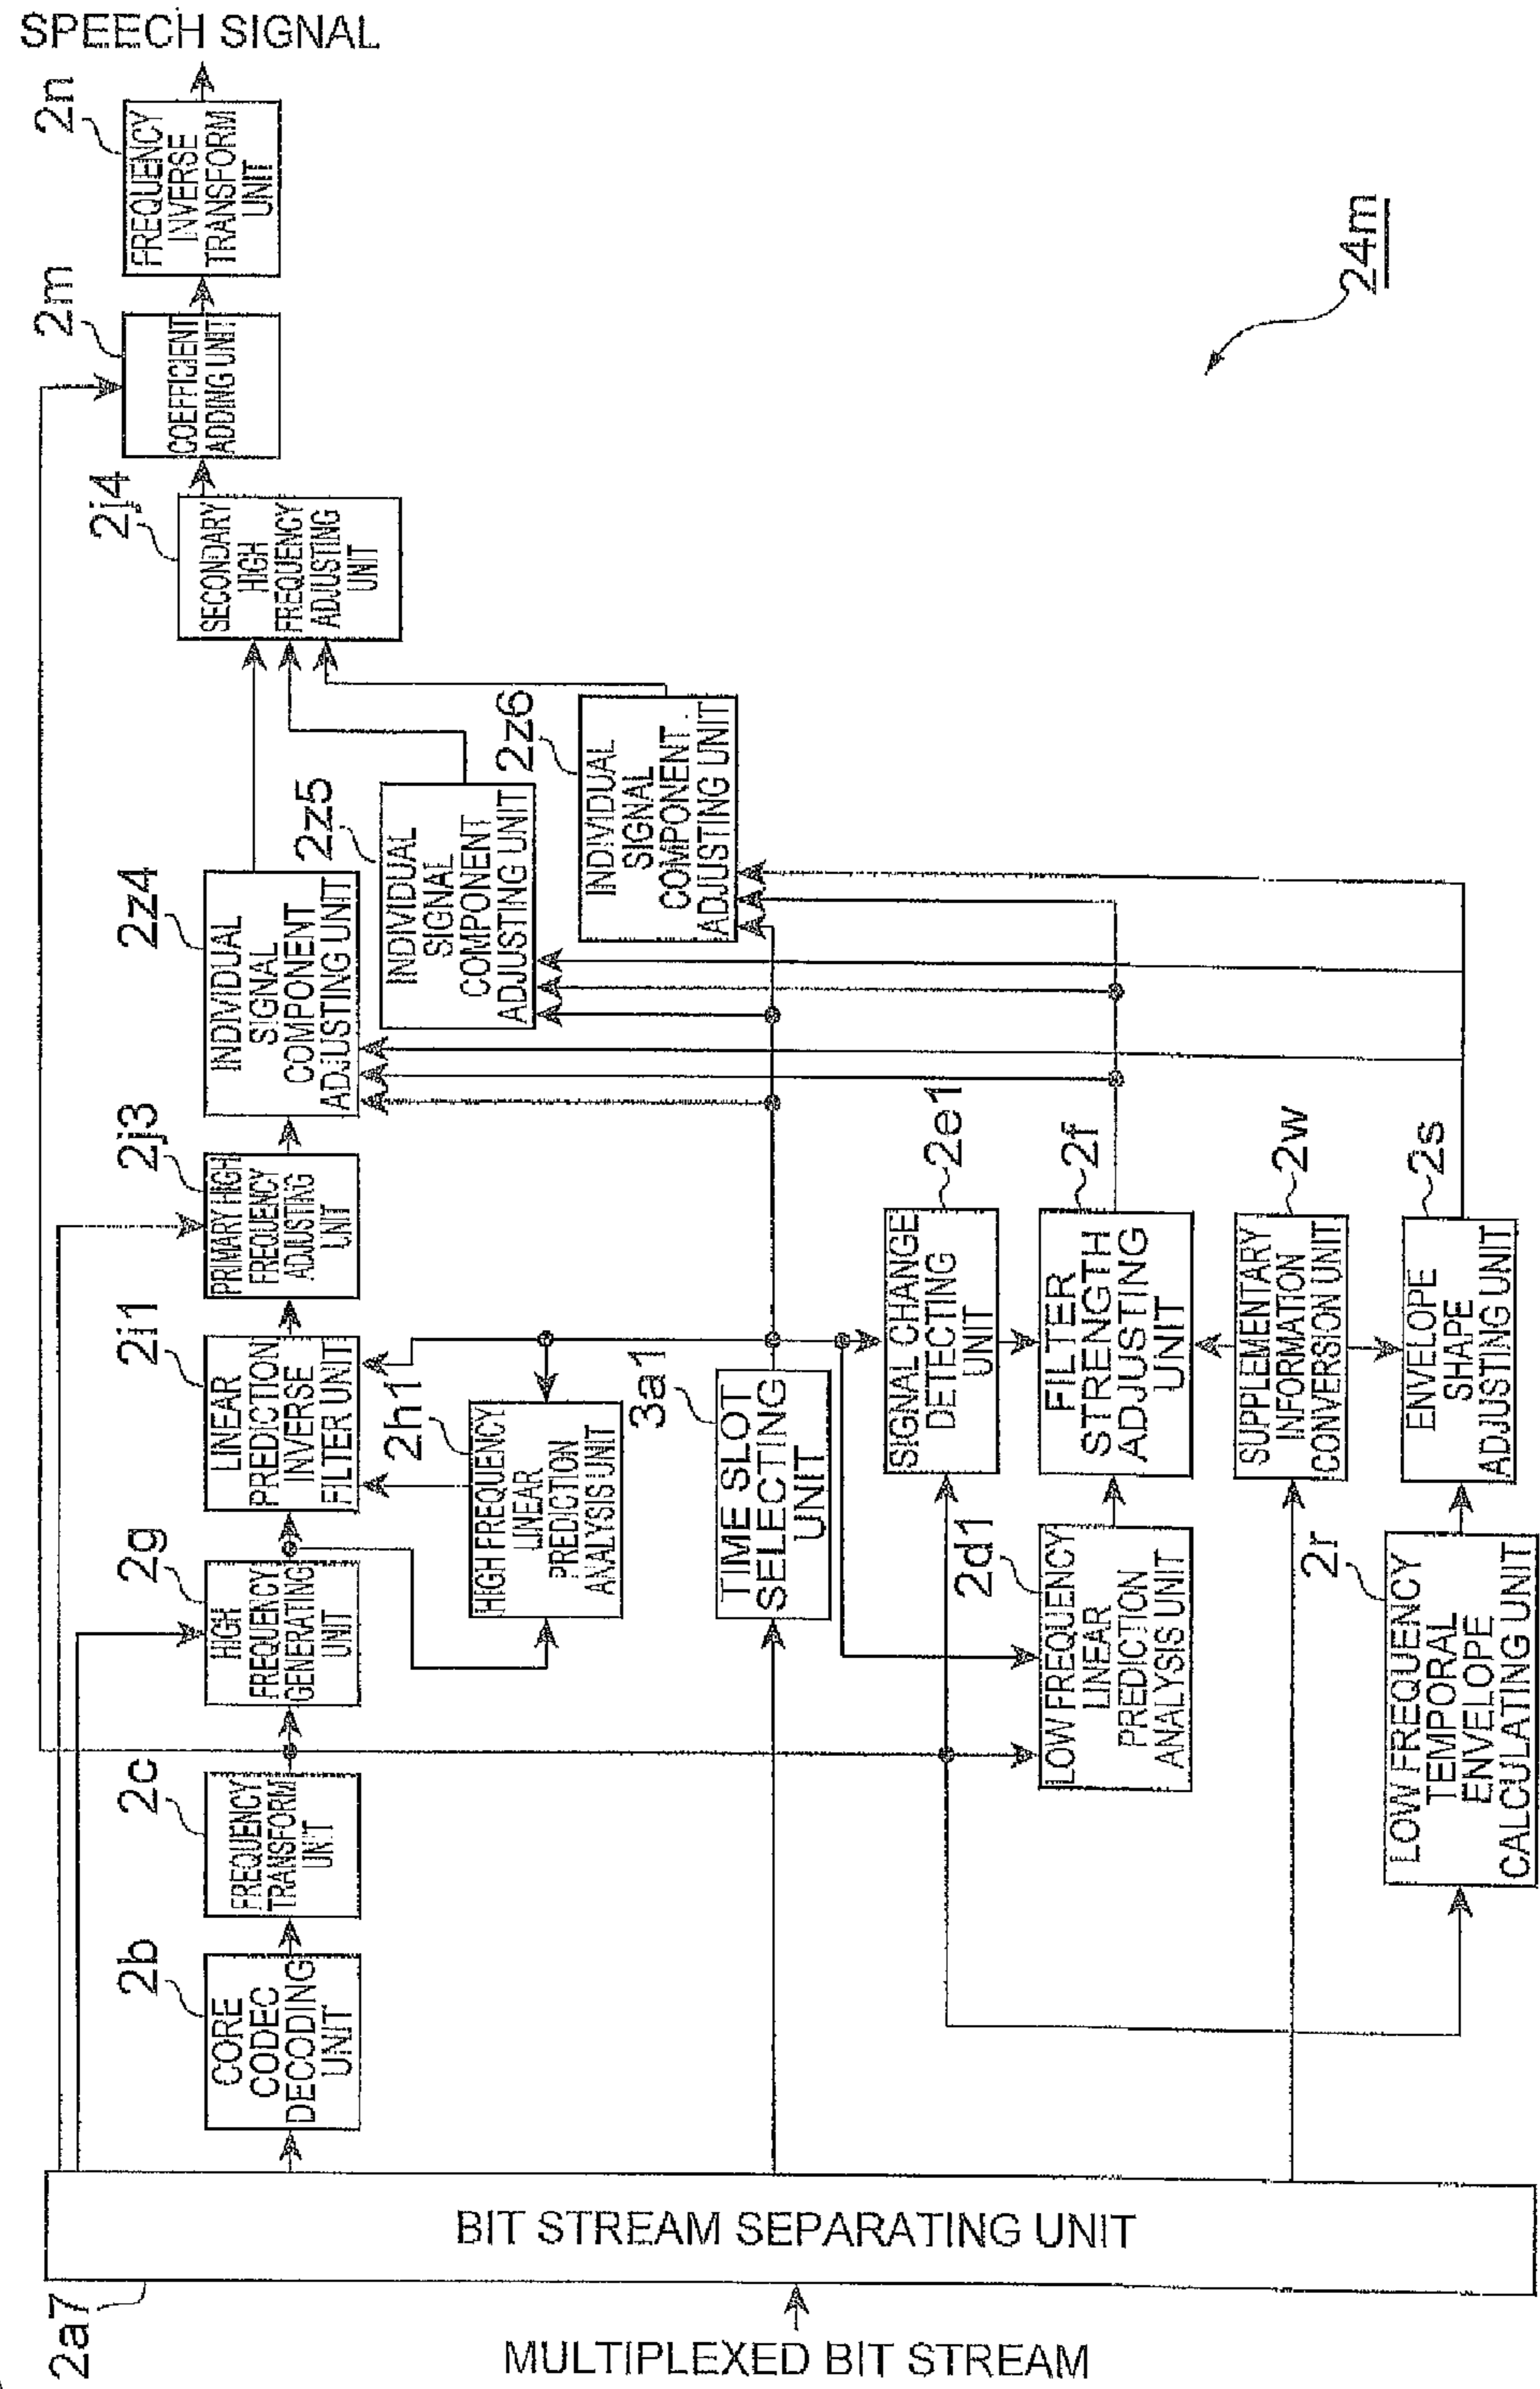 MULTIPLEXED BIT STREAM
2a7
BIT STREAM SEPARATING UNIT
2b
CORE
CODEC
DECODING
UNIT
2c
FREQUENCY
TRANSFORM
UNIT
2g
HIGH
FREQUENCY
GENERATING
UNIT
2i1
LINEAR
PREDICTION
INVERSE
FILTER UNIT
2h1
HIGH FREQUENCY
LINEAR
PREDICTION
ANALYSIS UNIT
2j3
PRIMARY HIGH
FREQUENCY
ADJUSTING
UNIT
2z4
INDIVIDUAL
SIGNAL
COMPONENT
ADJUSTING UNIT
2z5
INDIVIDUAL
SIGNAL
COMPONENT
ADJUSTING UNIT
2z6
INDIVIDUAL
SIGNAL
COMPONENT
ADJUSTING UNIT
2j4
SECONDARY
HIGH
FREQUENCY
ADJUSTING
UNIT
2m
COEFFICIENT
ADDING UNIT
2n
FREQUENCY
INVERSE
TRANSFORM
UNIT
SPEECH SIGNAL
3a1
TIME SLOT
SELECTING
UNIT
2e1
SIGNAL CHANGE
DETECTING
UNIT
2d1
LOW FREQUENCY
LINEAR
PREDICTION
ANALYSIS UNIT
2f
FILTER
STRENGTH
ADJUSTING
UNIT
2w
SUPPLEMENTARY
INFORMATION
CONVERSION UNIT
2r
LOW FREQUENCY
TEMPORAL
ENVELOPE
CALCULATING UNIT
2s
ENVELOPE
SHAPE
ADJUSTING UNIT
24m